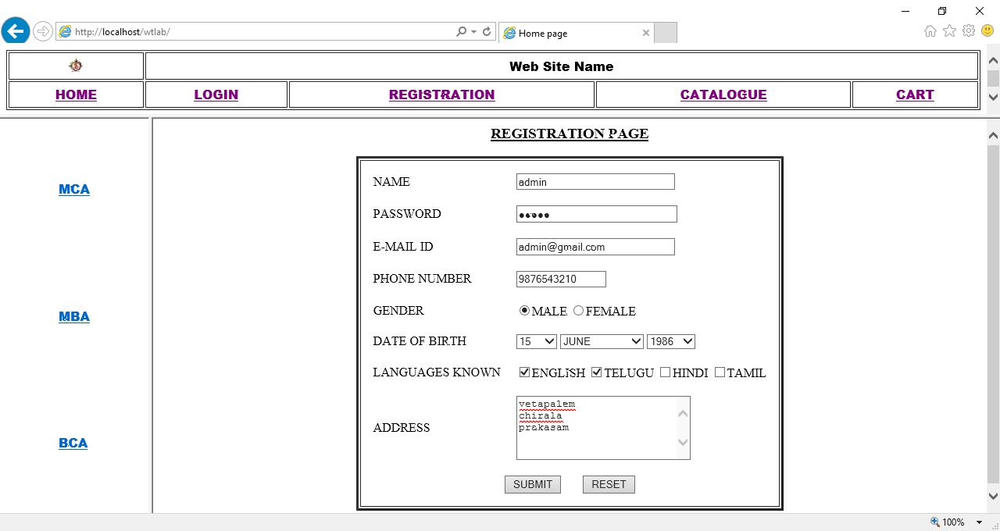 http://localhost/wtlab/
Home page
Web Site Name
HOME LOGIN REGISTRATION CATALOGUE CART
REGISTRATION PAGE
MCA
MBA
BCA
NAME admin
PASSWORD ●●●●●
E-MAIL ID admin@gmail.com
PHONE NUMBER 9876543210
GENDER MALE FEMALE
DATE OF BIRTH 15 JUNE 1986
LANGUAGES KNOWN ENGLISH TELUGU HINDI TAMIL
ADDRESS
vetapalem
chirala
prakasam
SUBMIT RESET
100%